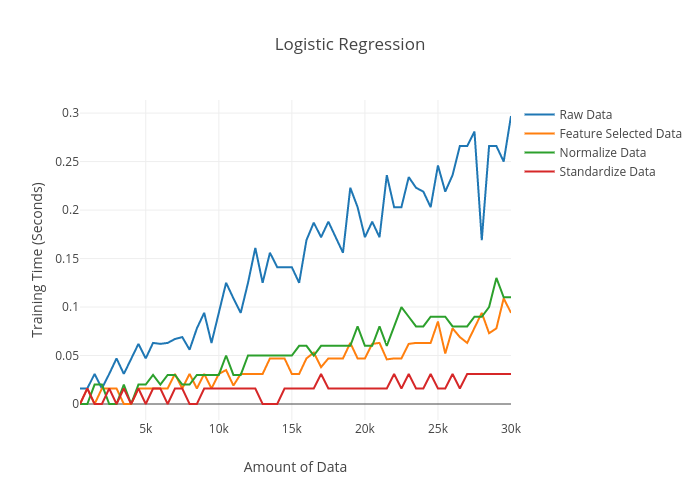 Logistic Regression
Raw Data
Feature Selected Data
Normalize Data
Standardize Data
Training Time (Seconds)
0.3
0.25
0.2
0.15
0.1
0.05
0
5k
10k
15k
20k
25k
30k
Amount of Data